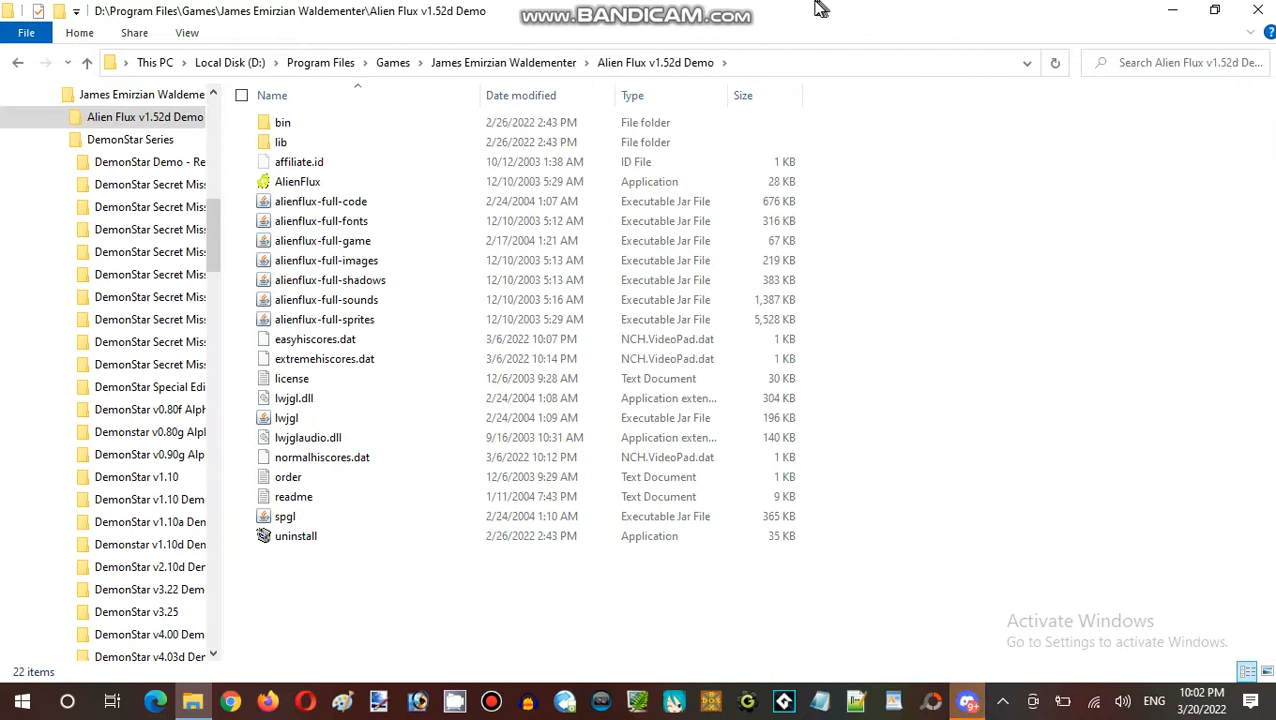 D:\Program Files\Games\James Emirzian Waldementer\Alien Flux v1.52d Demo
www.BANDICAM.com
File Home Share View
This PC Local Disk (D:) Program Files Games James Emirzian Waldementer Alien Flux v1.52d Demo Search Alien Flux v1.52d De...
James Emirzian Waldeme
Alien Flux v1.52d Demo
DemonStar Series
DemonStar Demo - Re
DemonStar Secret Miss
DemonStar Secret Miss
DemonStar Secret Miss
DemonStar Secret Miss
DemonStar Secret Miss
DemonStar Secret Miss
DemonStar Secret Miss
DemonStar Secret Miss
DemonStar Secret Miss
DemonStar Special Edi
DemonStar v0.80f Alph
Demonstar v0.80g Alph
DemonStar v0.90g Alph
DemonStar v1.10
DemonStar v1.10 Dem
DemonStar v1.10a Dem
Demonstar v1.10d Den
DemonStar v2.10d Dem
DemonStar v3.22 Dem
DemonStar v3.25
DemonStar v4.00 Dem
DemonStar v4.03d Den
Name Date modified Type Size
bin 2/26/2022 2:43 PM File folder
lib 2/26/2022 2:43 PM File folder
affiliate.id 10/12/2003 1:38 AM ID File 1 KB
AlienFlux 12/10/2003 5:29 AM Application 28 KB
alienflux-full-code 2/24/2004 1:07 AM Executable Jar File 676 KB
alienflux-full-fonts 12/10/2003 5:12 AM Executable Jar File 316 KB
alienflux-full-game 2/17/2004 1:21 AM Executable Jar File 67 KB
alienflux-full-images 12/10/2003 5:13 AM Executable Jar File 219 KB
alienflux-full-shadows 12/10/2003 5:13 AM Executable Jar File 383 KB
alienflux-full-sounds 12/10/2003 5:16 AM Executable Jar File 1,387 KB
alienflux-full-sprites 12/10/2003 5:29 AM Executable Jar File 5,528 KB
easyhiscores.dat 3/6/2022 10:07 PM NCH.VideoPad.dat 1 KB
extremehiscores.dat 3/6/2022 10:14 PM NCH.VideoPad.dat 1 KB
license 12/6/2003 9:28 AM Text Document 30 KB
lwjgl.dll 2/24/2004 1:08 AM Application exten... 304 KB
lwjgl 2/24/2004 1:09 AM Executable Jar File 196 KB
lwjglaudio.dll 9/16/2003 10:31 AM Application exten... 140 KB
normalhiscores.dat 3/6/2022 10:12 PM NCH.VideoPad.dat 1 KB
order 12/6/2003 9:29 AM Text Document 1 KB
readme 1/11/2004 7:43 PM Text Document 9 KB
spgl 2/24/2004 1:10 AM Executable Jar File 365 KB
uninstall 2/26/2022 2:43 PM Application 35 KB
Activate Windows
Go to Settings to activate Windows.
22 items
ENG
10:02 PM
3/20/2022
9+